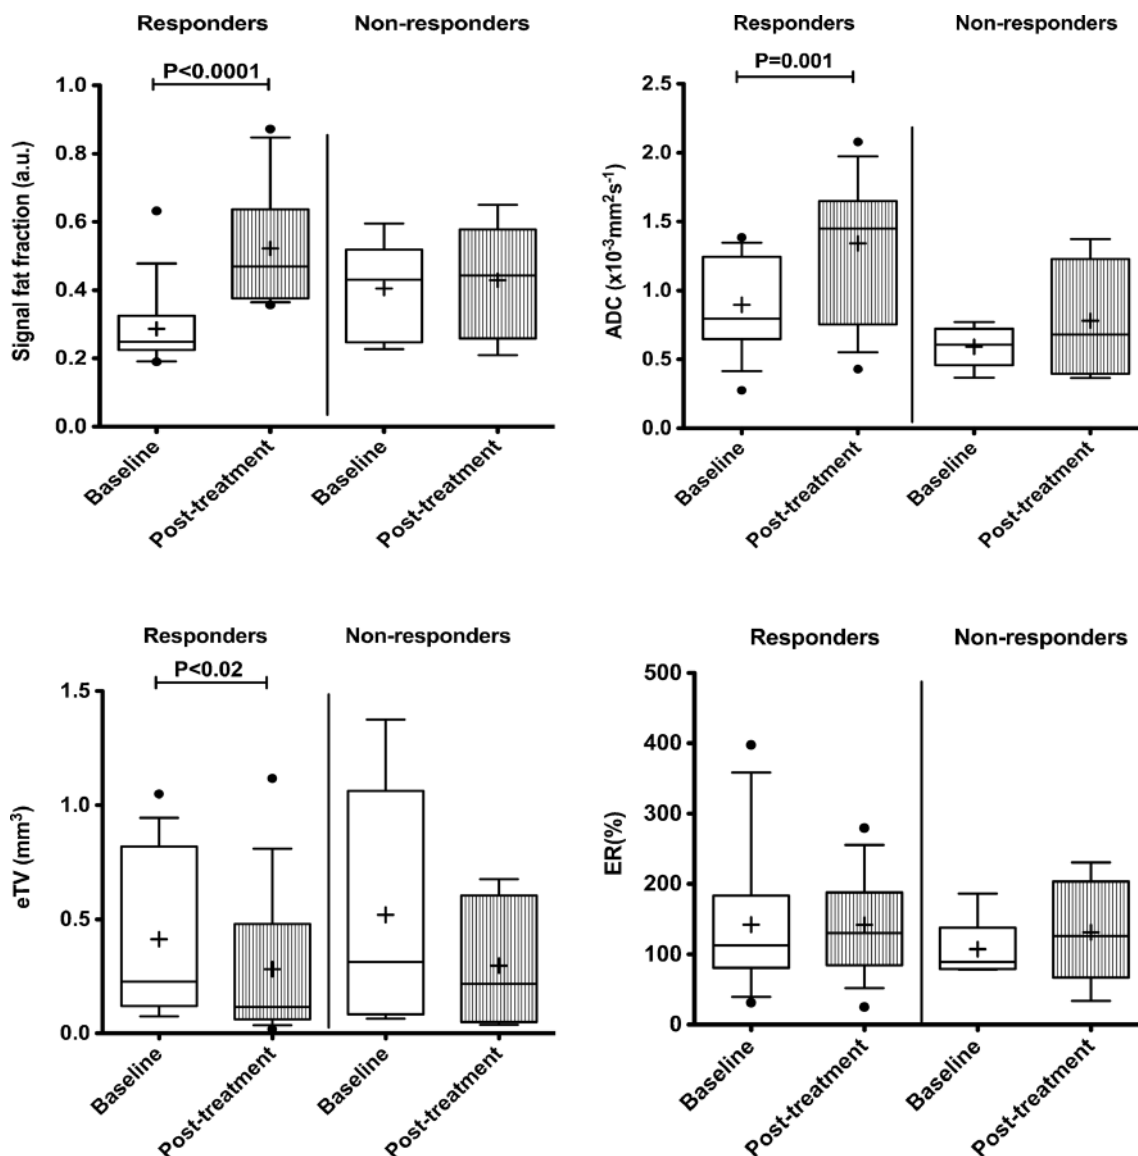 Responders Non-responders
P<0.0001
1.0
0.8
0.6
0.4
0.2
0.0
Signal fat fraction (a.u.)
Baseline
Post-treatment
Baseline
Post-treatment
Responders Non-responders
P=0.001
2.5
2.0
1.5
1.0
0.5
0.0
ADC (x10⁻³mm²s⁻¹)
Baseline
Post-treatment
Baseline
Post-treatment
Responders Non-responders
P<0.02
1.5
1.0
0.5
0.0
eTV (mm³)
Baseline
Post-treatment
Baseline
Post-treatment
Responders Non-responders
500
400
300
200
100
0
ER(%)
Baseline
Post-treatment
Baseline
Post-treatment